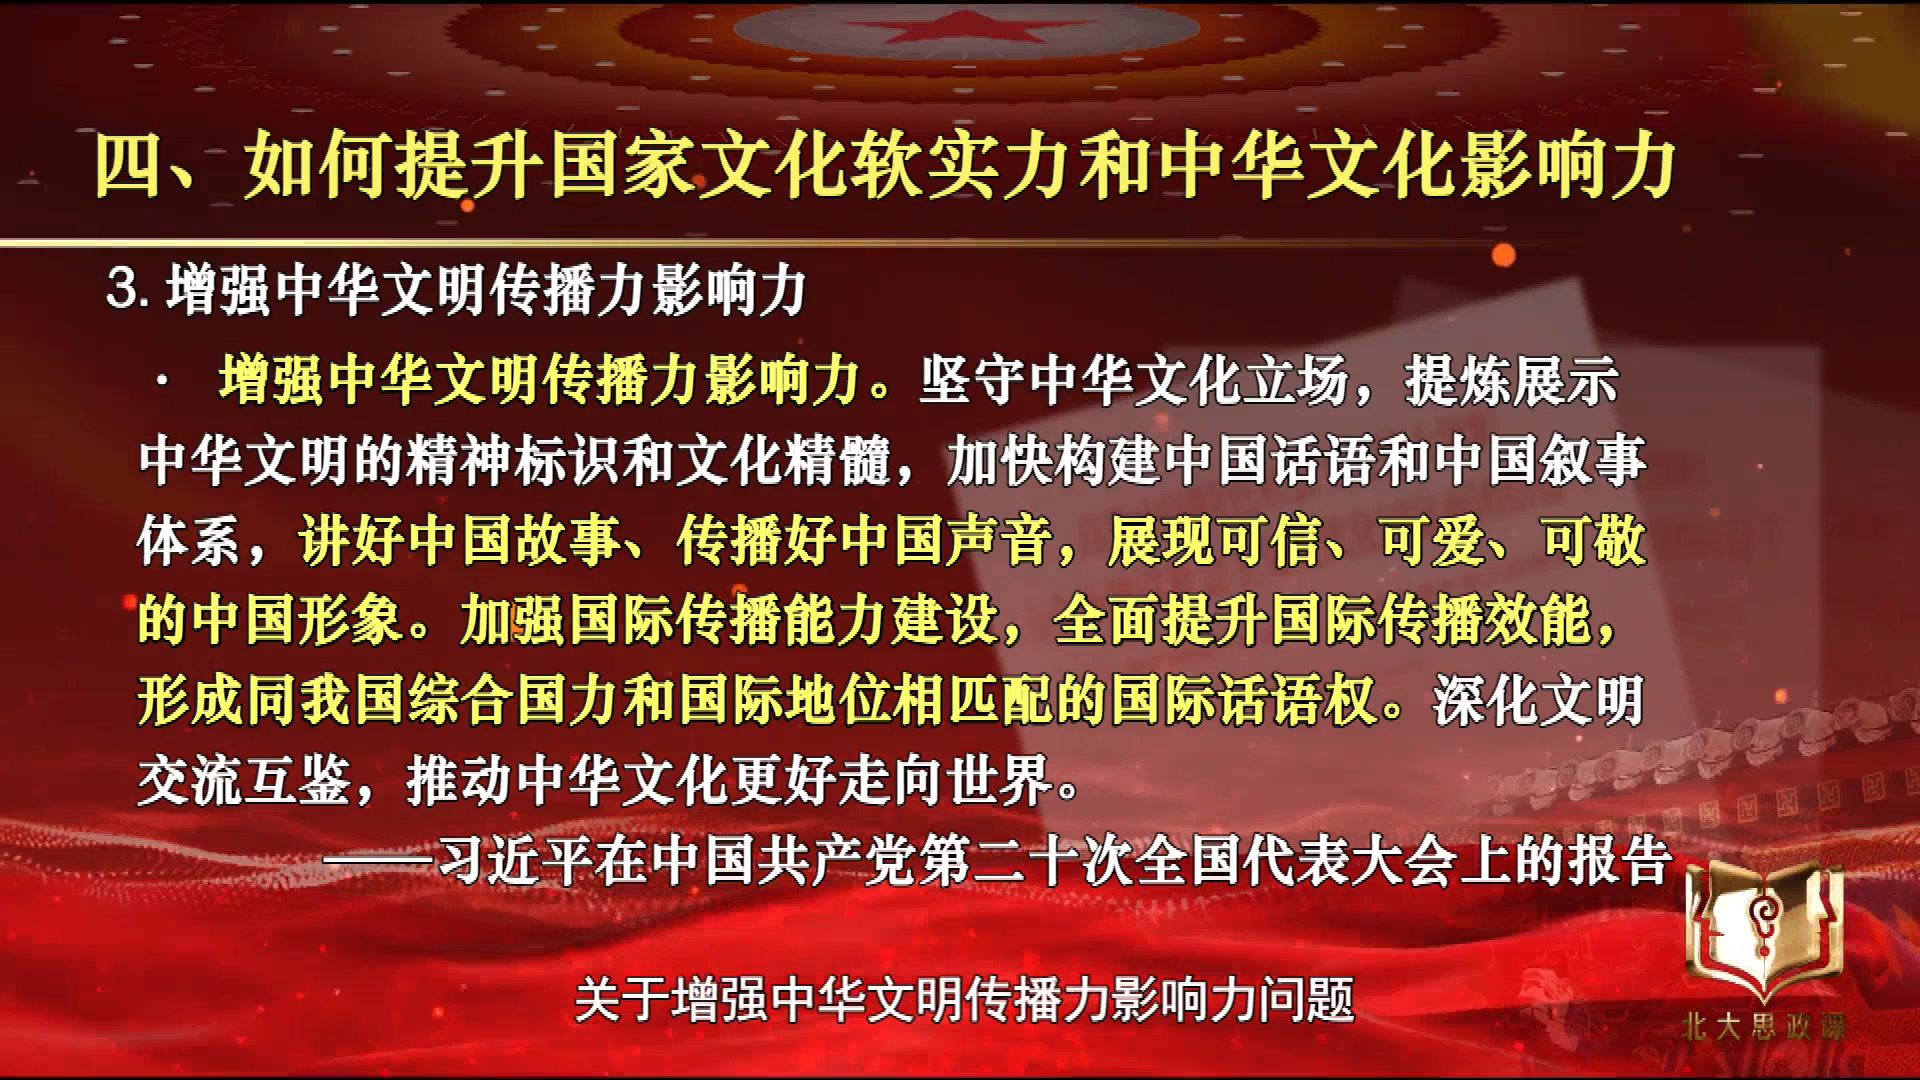 四、如何提升国家文化软实力和中华文化影响力
3. 增强中华文明传播力影响力
· 增强中华文明传播力影响力。坚守中华文化立场，提炼展示
中华文明的精神标识和文化精髓，加快构建中国话语和中国叙事
体系，讲好中国故事、传播好中国声音，展现可信、可爱、可敬
的中国形象。加强国际传播能力建设，全面提升国际传播效能，
形成同我国综合国力和国际地位相匹配的国际话语权。深化文明
交流互鉴，推动中华文化更好走向世界。
——习近平在中国共产党第二十次全国代表大会上的报告
关于增强中华文明传播力影响力问题
北大思政课